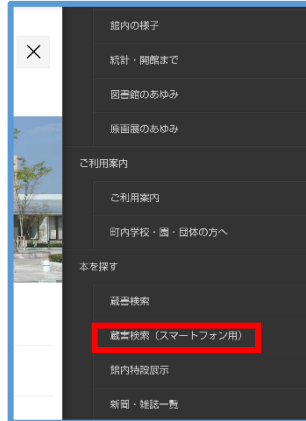 館内の様子
統計・開館まで
図書館のあゆみ
原画展のあゆみ
ご利用案内
ご利用案内
町内学校・園・団体の方へ
本を探す
蔵書検索
蔵書検索（スマートフォン用）
館内特設展示
新聞・雑誌一覧